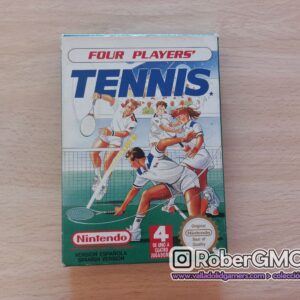 FOUR PLAYERS'
TENNIS
Nintendo
VERSION ESPAÑOLA
SPANISH VERSION
4
DE UNO A
CUATRO
JUGADORES
Original
Nintendo
Seal of
Quality
RoberGMC
www.valladolidgamers.com - coleccio